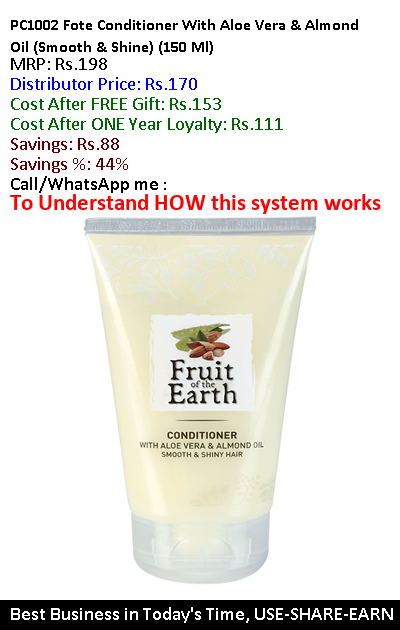 PC1002 Fote Conditioner With Aloe Vera & Almond
Oil (Smooth & Shine) (150 Ml)
MRP: Rs.198
Distributor Price: Rs.170
Cost After FREE Gift: Rs.153
Cost After ONE Year Loyalty: Rs.111
Savings: Rs.88
Savings %: 44%
Call/WhatsApp me :
To Understand HOW this system works
Fruit
of the
Earth
CONDITIONER
WITH ALOE VERA & ALMOND OIL
SMOOTH & SHINY HAIR
Best Business in Today's Time, USE-SHARE-EARN